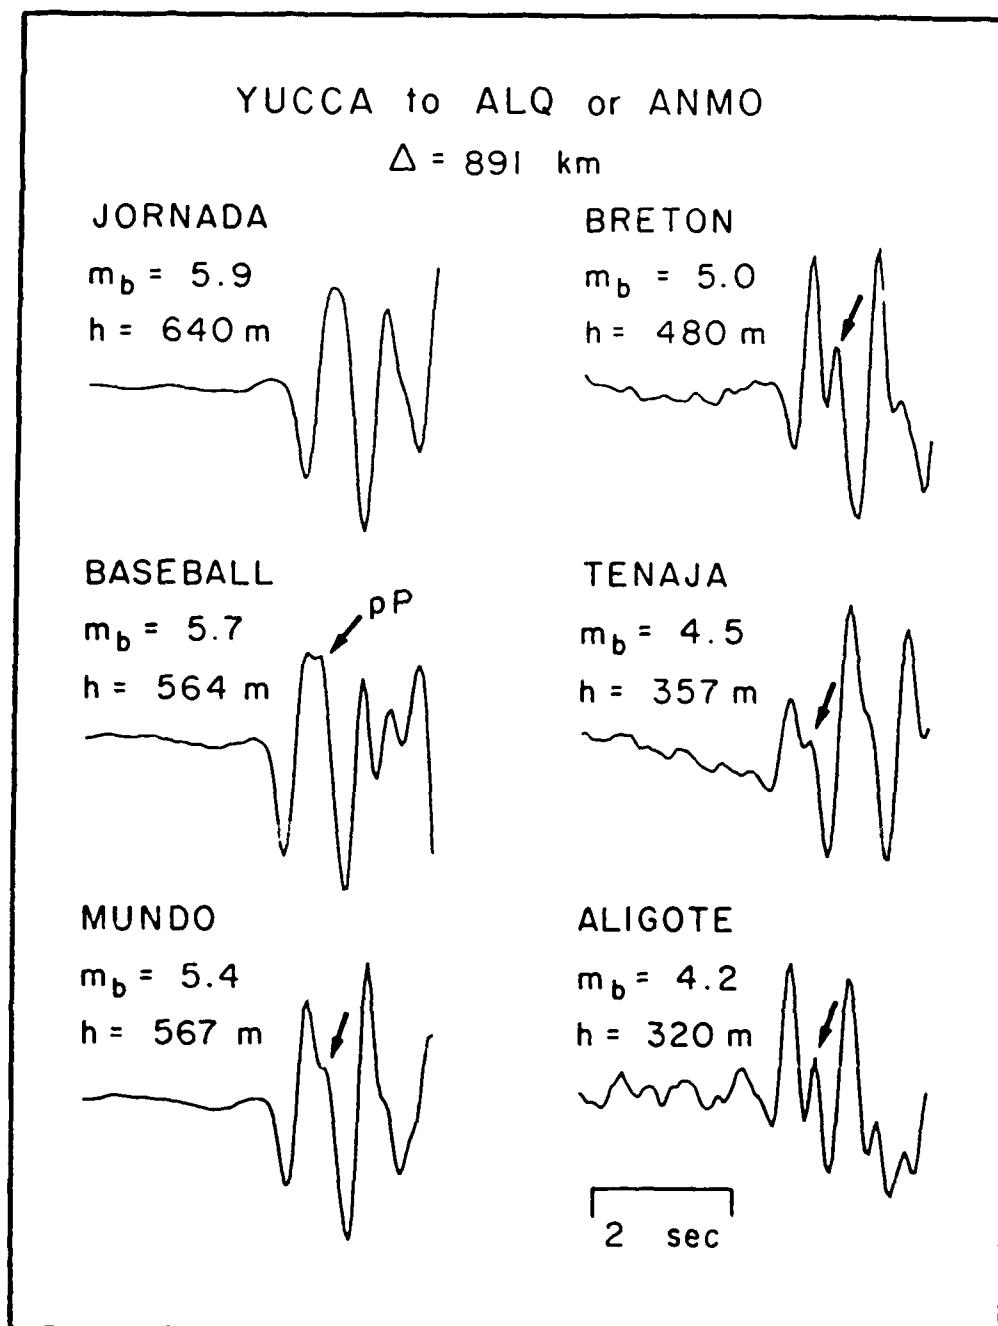 YUCCA to ALQ or ANMO
Δ = 891 km
JORNADA
m_b = 5.9
h = 640 m
BRETON
m_b = 5.0
h = 480 m
BASEBALL
m_b = 5.7
h = 564 m
pP
TENAJA
m_b = 4.5
h = 357 m
MUNDO
m_b = 5.4
h = 567 m
ALIGOTE
m_b = 4.2
h = 320 m
2 sec